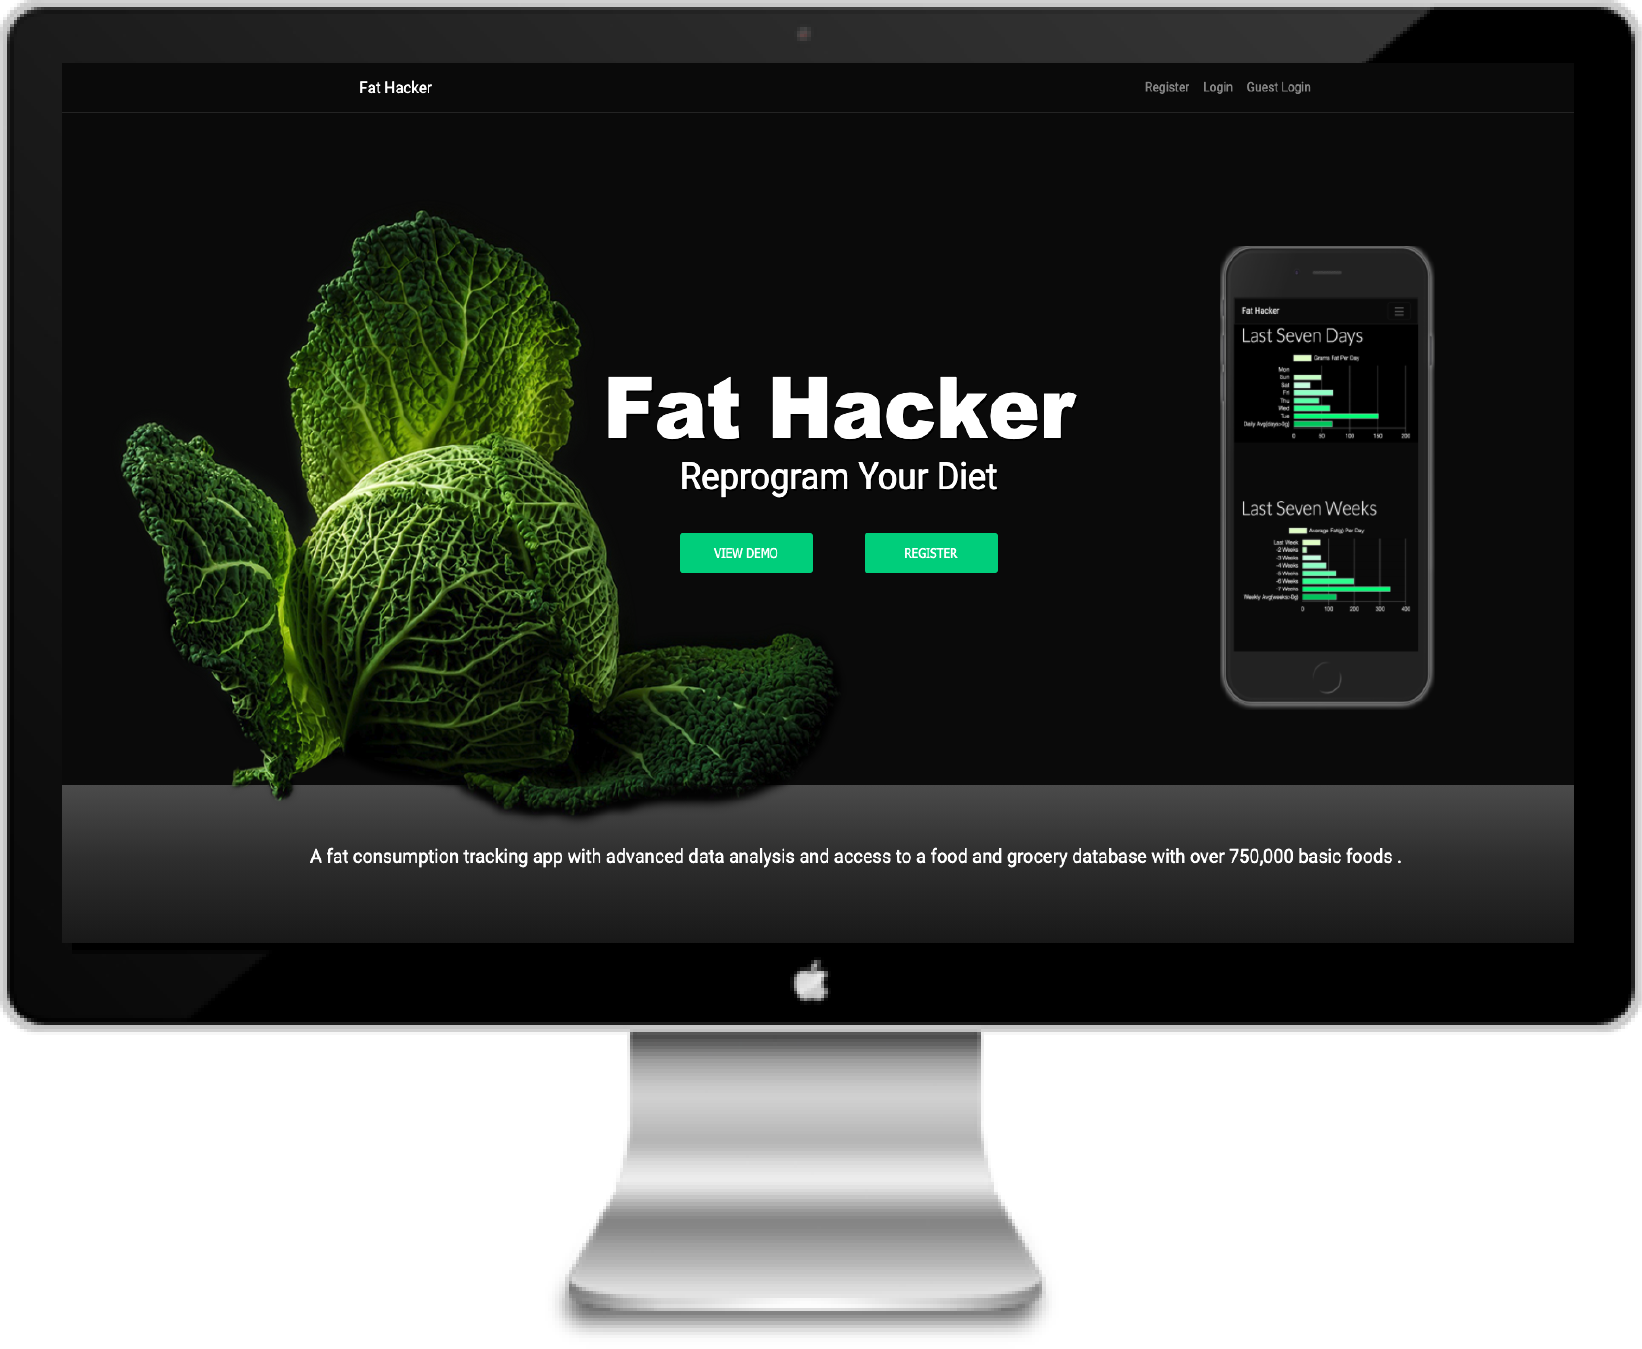 Fat Hacker
Register Login Guest Login
Fat Hacker
Reprogram Your Diet
VIEW DEMO REGISTER
Fat Hacker
Last Seven Days
Grams Fat Per Day
Mon
Sun
Sat
Fri
Thu
Wed
Tue
Daily Avg(days>0g)
0 50 100 150 200
Last Seven Weeks
Average Fat(g) Per Day
Last Week
-2 Weeks
-3 Weeks
-4 Weeks
-5 Weeks
-6 Weeks
-7 Weeks
Weekly Avg(weeks>0g)
0 100 200 300 400
A fat consumption tracking app with advanced data analysis and access to a food and grocery database with over 750,000 basic foods .